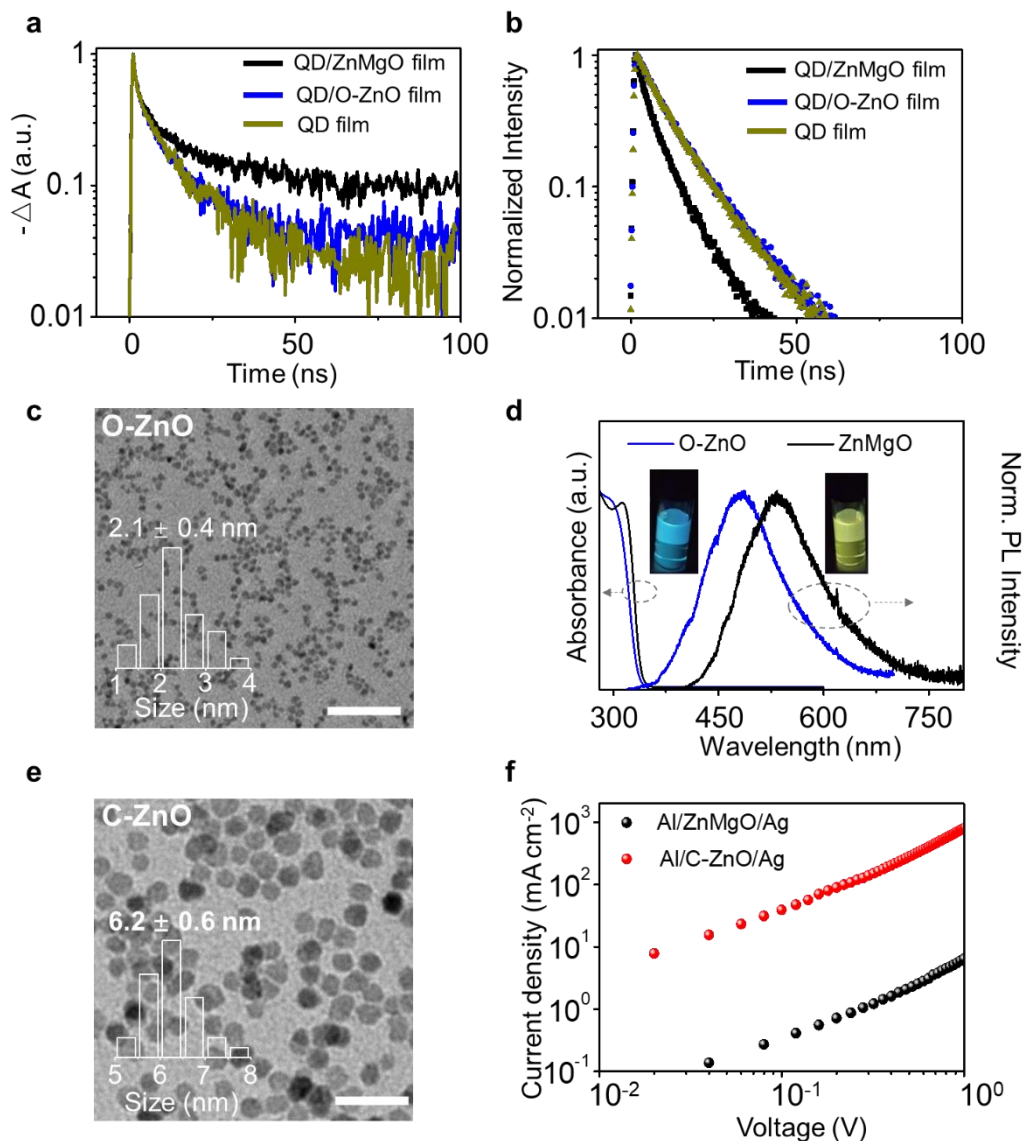 a
QD/ZnMgO film
QD/O-ZnO film
QD film
1
0.1
0.01
0
50
100
- △A (a.u.)
Time (ns)
b
QD/ZnMgO film
QD/O-ZnO film
QD film
1
0.1
0.01
0
50
100
Normalized Intensity
Time (ns)
c
O-ZnO
2.1 ± 0.4 nm
1 2 3 4
Size (nm)
d
O-ZnO
ZnMgO
Absorbance (a.u.)
Norm. PL Intensity
300 450 600 750
Wavelength (nm)
e
C-ZnO
6.2 ± 0.6 nm
5 6 7 8
Size (nm)
f
Al/ZnMgO/Ag
Al/C-ZnO/Ag
10³
10²
10¹
10⁰
10⁻¹
10⁻² 10⁻¹ 10⁰
Current density (mA cm⁻²)
Voltage (V)